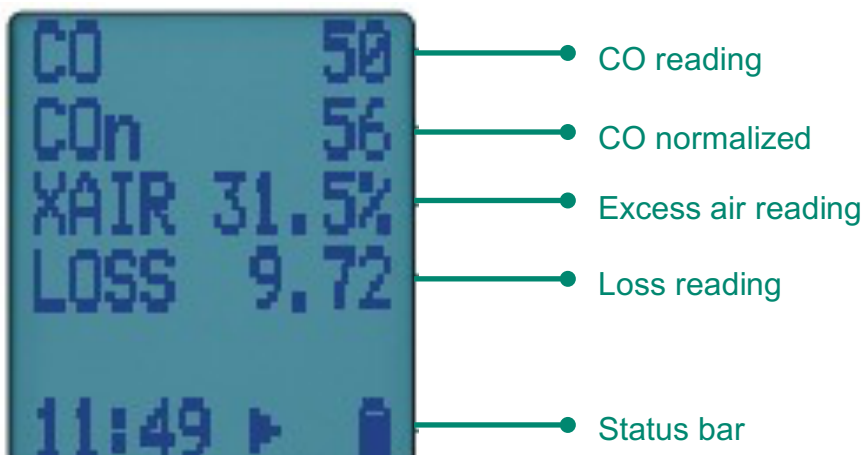 CO 50 CO reading
COn 56 CO normalized
XAIR 31.5% Excess air reading
LOSS 9.72 Loss reading
11:49 Status bar